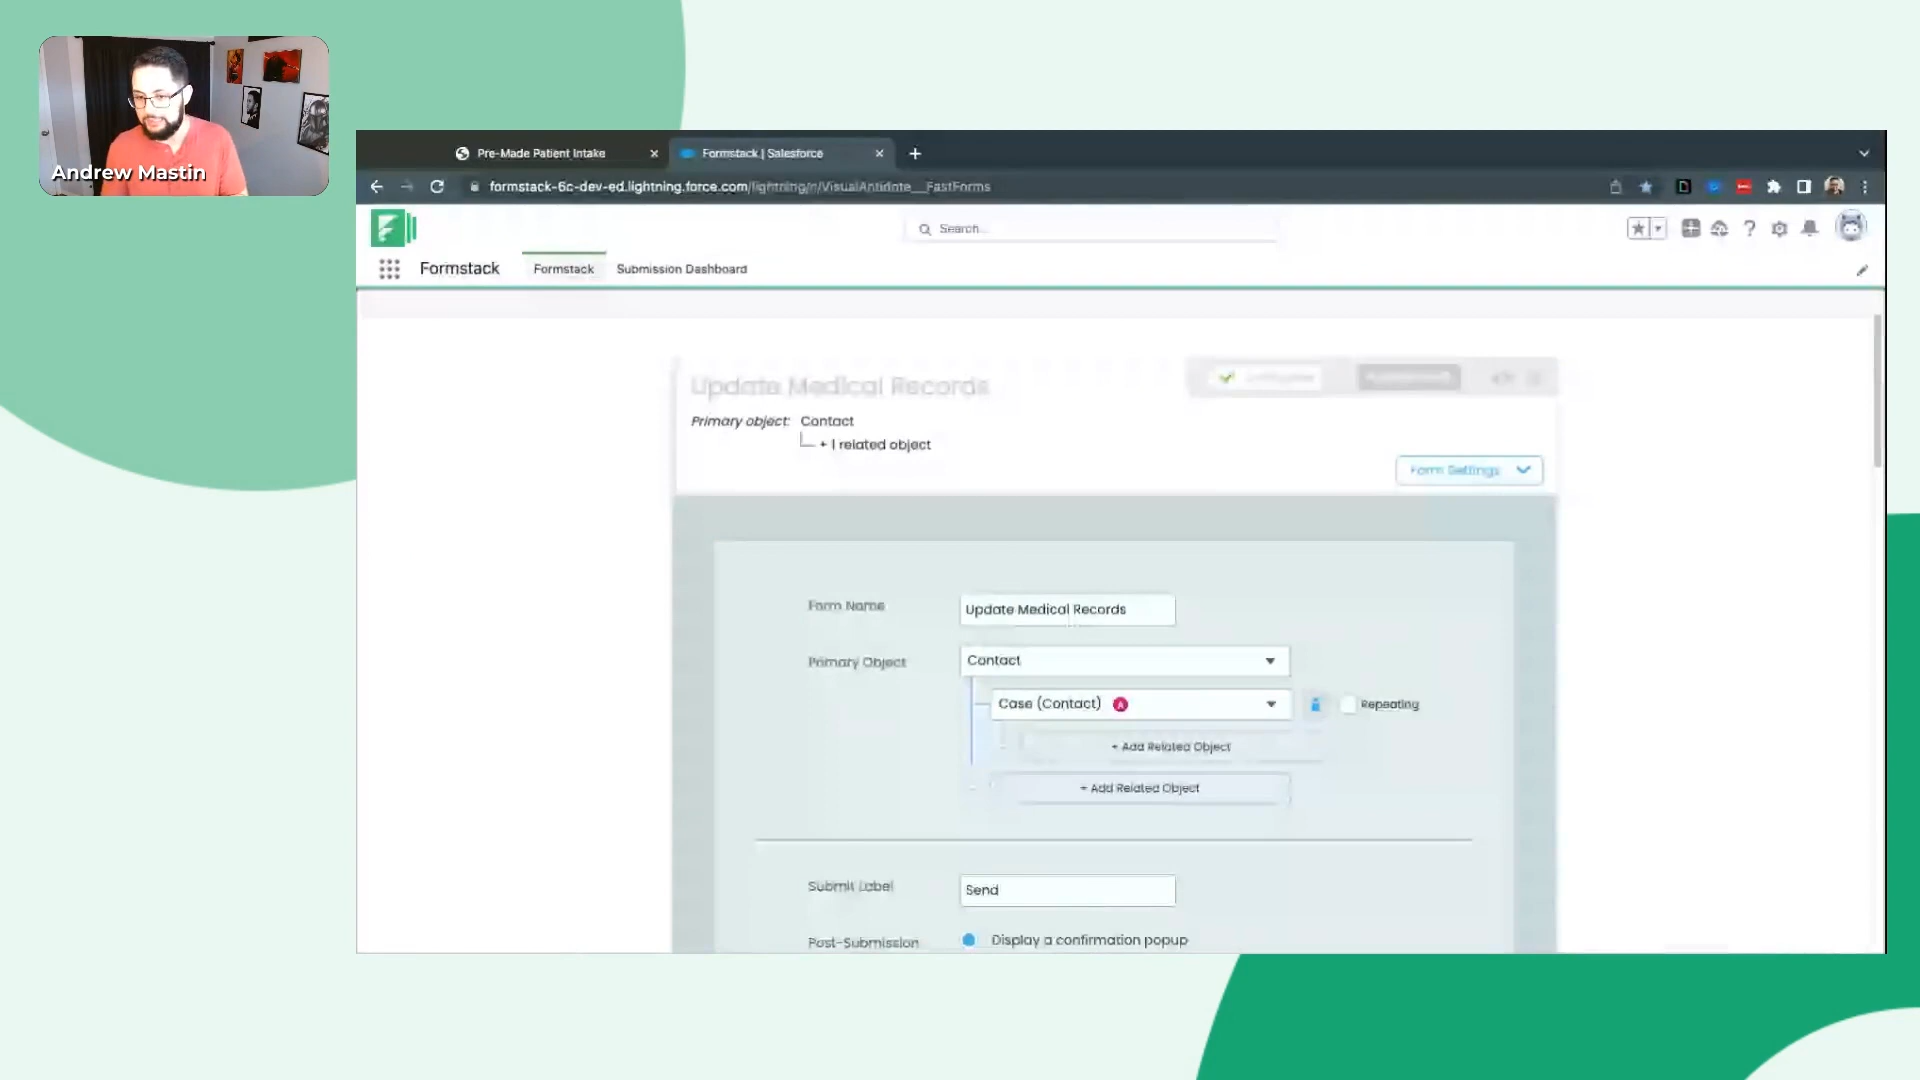 Andrew Mastin
Pre-Made Patient Intake
Formstack | Salesforce
formstack-6c-dev-ed.lightning.force.com/lightning/n/VisualAntidote__FastForms
Search...
Formstack
Formstack
Submission Dashboard
Update Medical Records
Primary object: Contact
+ 1 related object
Form Settings
Form Name
Update Medical Records
Primary Object
Contact
Case (Contact)
A
Repeating
+ Add Related Object
+ Add Related Object
Submit Label
Send
Post-Submission
Display a confirmation popup